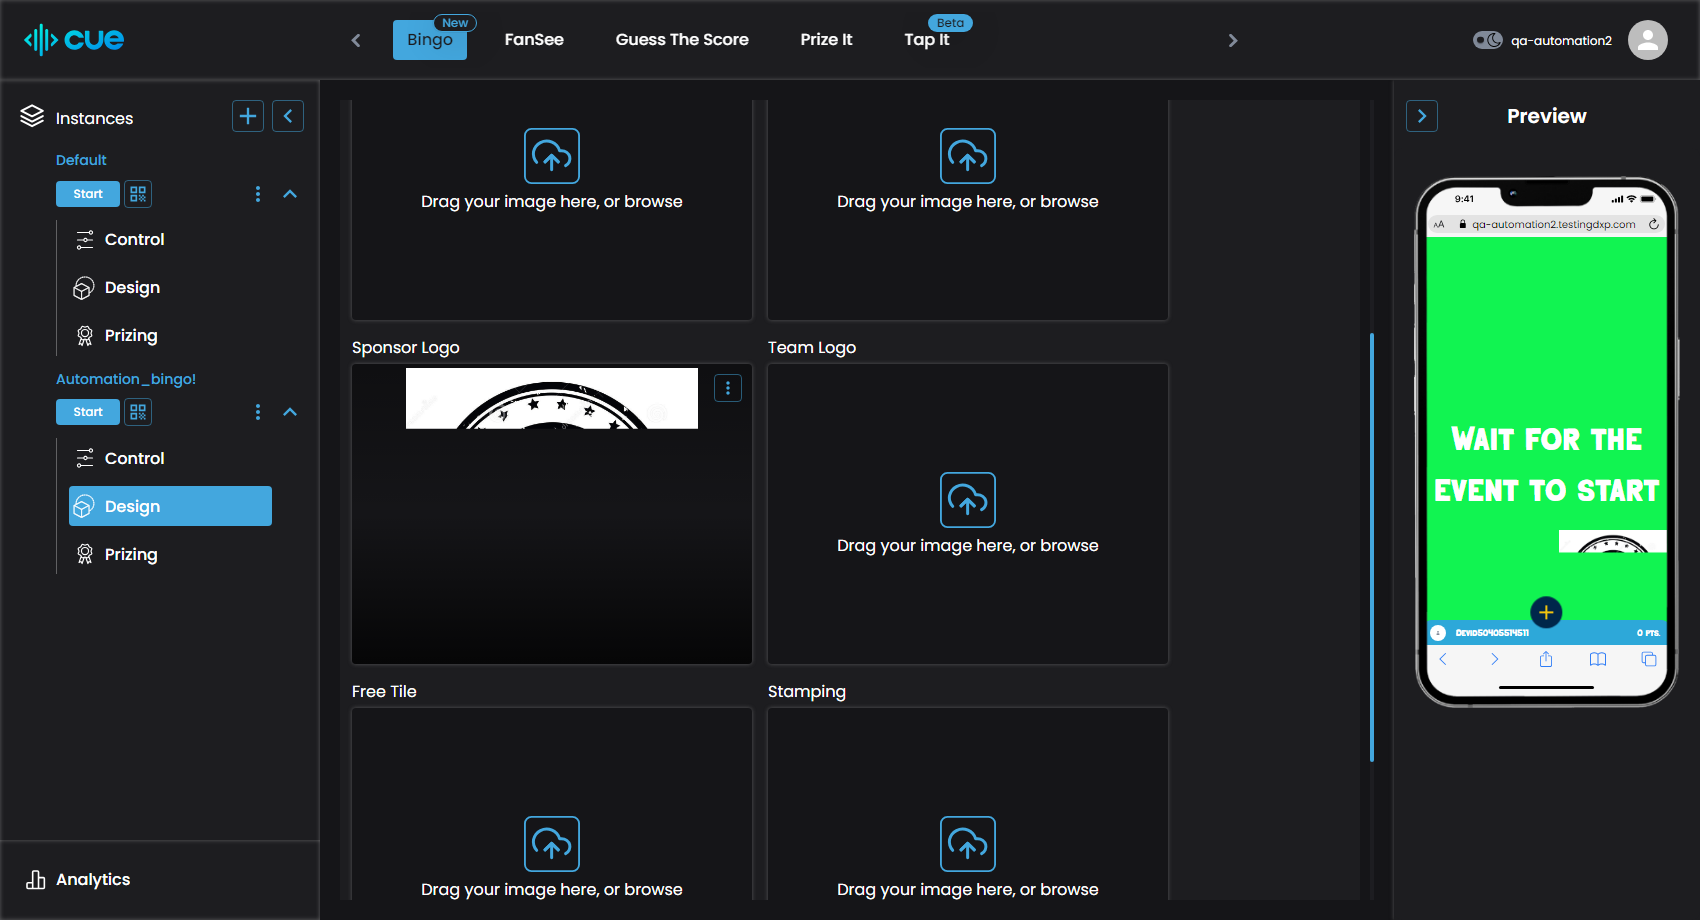 cue
Bingo
New
FanSee
Guess The Score
Prize It
Tap It
Beta
qa-automation2
Instances
Default
Start
Control
Design
Prizing
Automation_bingo!
Start
Control
Design
Prizing
Analytics
Drag your image here, or browse
Drag your image here, or browse
Sponsor Logo
Team Logo
Drag your image here, or browse
Free Tile
Stamping
Drag your image here, or browse
Drag your image here, or browse
Preview
9:41
AA
qa-automation2.testingdxp.com
WAIT FOR THE
EVENT TO START
0 PTS.